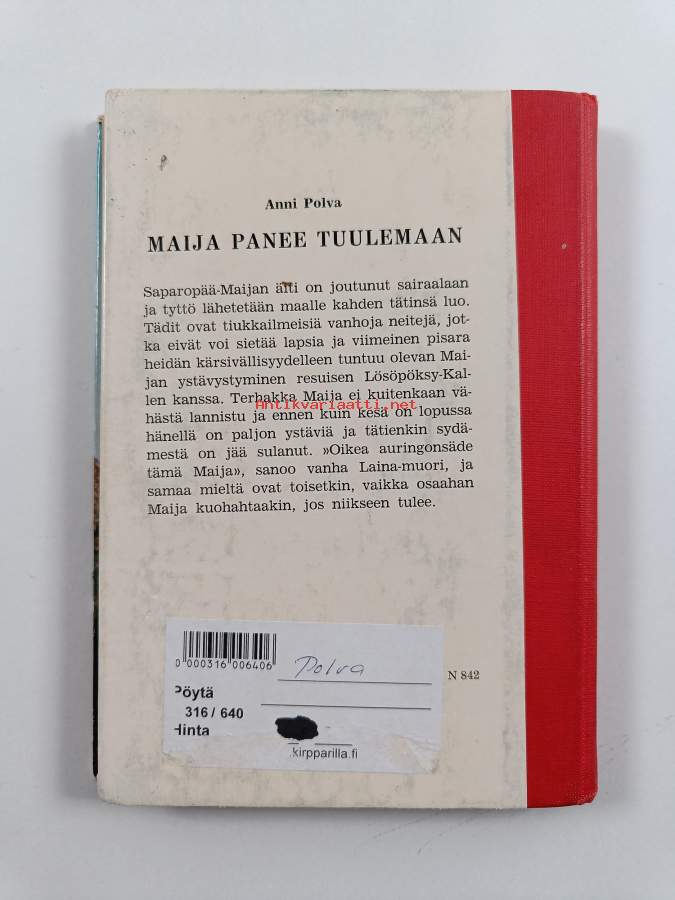 Anni Polva
MAIJA PANEE TUULEMAAN
Saparopää-Maijan äiti on joutunut sairaalaan
ja tyttö lähetetään maalle kahden tätinsä luo.
Tädit ovat tiukkailmeisiä vanhoja neitejä, jot-
ka eivät voi sietää lapsia ja viimeinen pisara
heidän kärsivällisyydelleen tuntuu olevan Mai-
jan ystävystyminen resuisen Lösöpöksy-Kal-
len kanssa. Terhakka Maija ei kuitenkaan vä-
hästä lannistu ja ennen kuin kesä on lopussa
Antikvariaatti.net
hänellä on paljon ystäviä ja tätienkin sydä-
mestä on jää sulanut. »Oikea auringonsäde
tämä Maija», sanoo vanha Laina-muori, ja
samaa mieltä ovat toisetkin, vaikka osaahan
Maija kuohahtaakin, jos niikseen tulee.
0000316006406
Polva
N 842
Pöytä
316 / 640
Hinta
.kirpparilla.fi